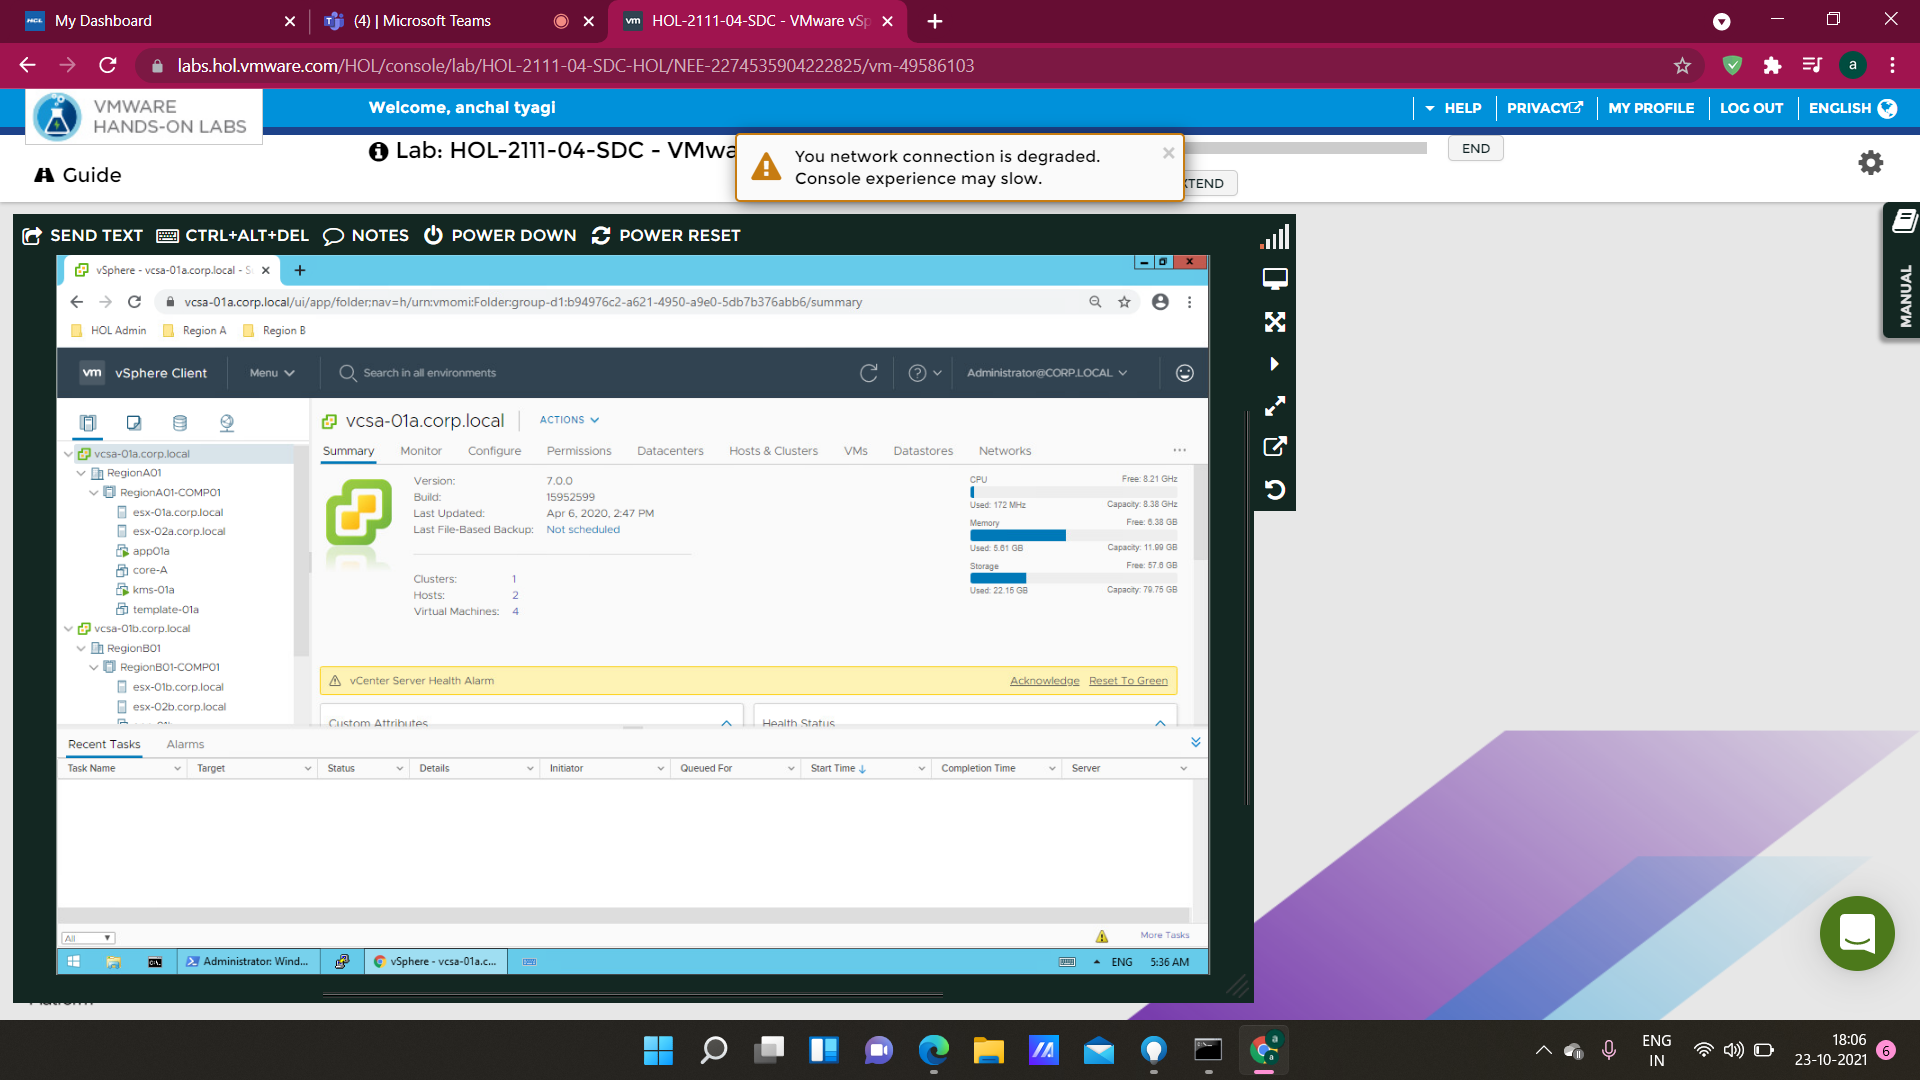 My Dashboard
(4) | Microsoft Teams
HOL-2111-04-SDC - VMware vSp
labs.hol.vmware.com/HOL/console/lab/HOL-2111-04-SDC-HOL/NEE-2274535904222825/vm-49586103
a
VMWARE
HANDS-ON LABS
Welcome, anchal tyagi
HELP
PRIVACY
MY PROFILE
LOG OUT
ENGLISH
Lab: HOL-2111-04-SDC - VMwa
You network connection is degraded.
Console experience may slow.
END
XTEND
Guide
MANUAL
SEND TEXT
CTRL+ALT+DEL
NOTES
POWER DOWN
POWER RESET
vSphere - vcsa-01a.corp.local - S
vcsa-01a.corp.local/ui/app/folder;nav=h/urn:vmomi:Folder:group-d1:b94976c2-a621-4950-a9e0-5db7b376abb6/summary
HOL Admin
Region A
Region B
vm
vSphere Client
Menu
Search in all environments
Administrator@CORP.LOCAL
vcsa-01a.corp.local
RegionA01
RegionA01-COMP01
esx-01a.corp.local
esx-02a.corp.local
app01a
core-A
kms-01a
template-01a
vcsa-01b.corp.local
RegionB01
RegionB01-COMP01
esx-01b.corp.local
esx-02b.corp.local
vcsa-01a.corp.local
ACTIONS
Summary
Monitor
Configure
Permissions
Datacenters
Hosts & Clusters
VMs
Datastores
Networks
Version: 7.0.0
Build: 15952599
Last Updated: Apr 6, 2020, 2:47 PM
Last File-Based Backup: Not scheduled
Clusters: 1
Hosts: 2
Virtual Machines: 4
CPU Free: 8.21 GHz
Used: 172 MHz Capacity: 8.38 GHz
Memory Free: 6.38 GB
Used: 5.61 GB Capacity: 11.99 GB
Storage Free: 57.6 GB
Used: 22.15 GB Capacity: 79.75 GB
vCenter Server Health Alarm
Acknowledge
Reset To Green
Custom Attributes
Health Status
Recent Tasks
Alarms
Task Name
Target
Status
Details
Initiator
Queued For
Start Time
Completion Time
Server
All
More Tasks
Administrator: Wind...
vSphere - vcsa-01a.c...
ENG
5:36 AM
ENG
IN
18:06
23-10-2021
6